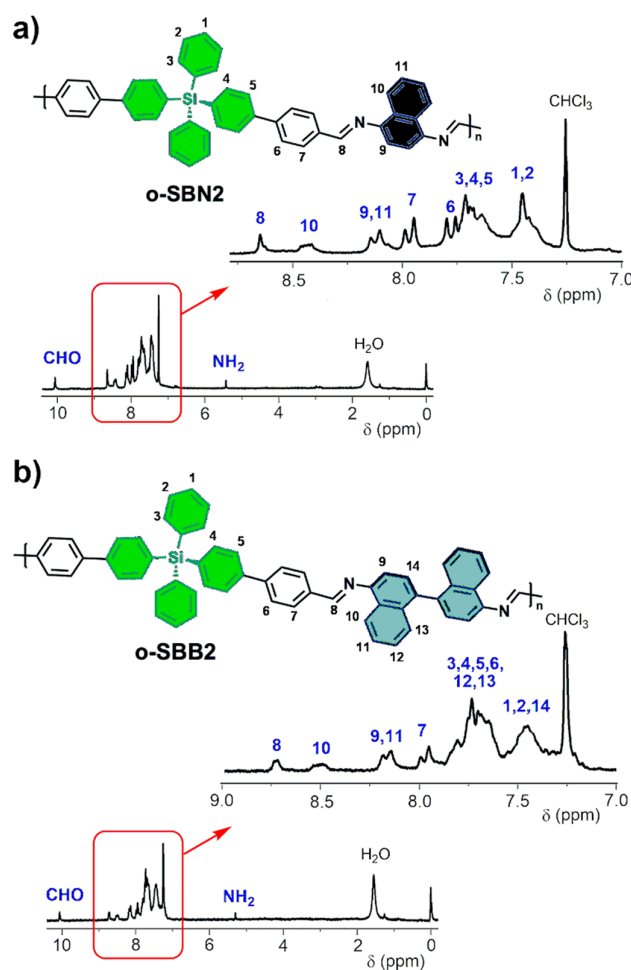 a)
1
2
3
4
5
Si
11
10
N
6
7
8
9
N
n
o-SBN2
CHCl3
3,4,5
1,2
8
10
9,11
7
6
8.5
8.0
7.5
7.0
δ (ppm)
CHO
NH2
H2O
10
8
6
4
2
0
δ (ppm)
b)
1
2
3
4
5
Si
9
14
N
6
7
8
10
13
11
12
N
n
o-SBB2
CHCl3
3,4,5,6,
12,13
1,2,14
8
10
9,11
7
9.0
8.5
8.0
7.5
7.0
δ (ppm)
CHO
NH2
H2O
10
8
6
4
2
0
δ (ppm)